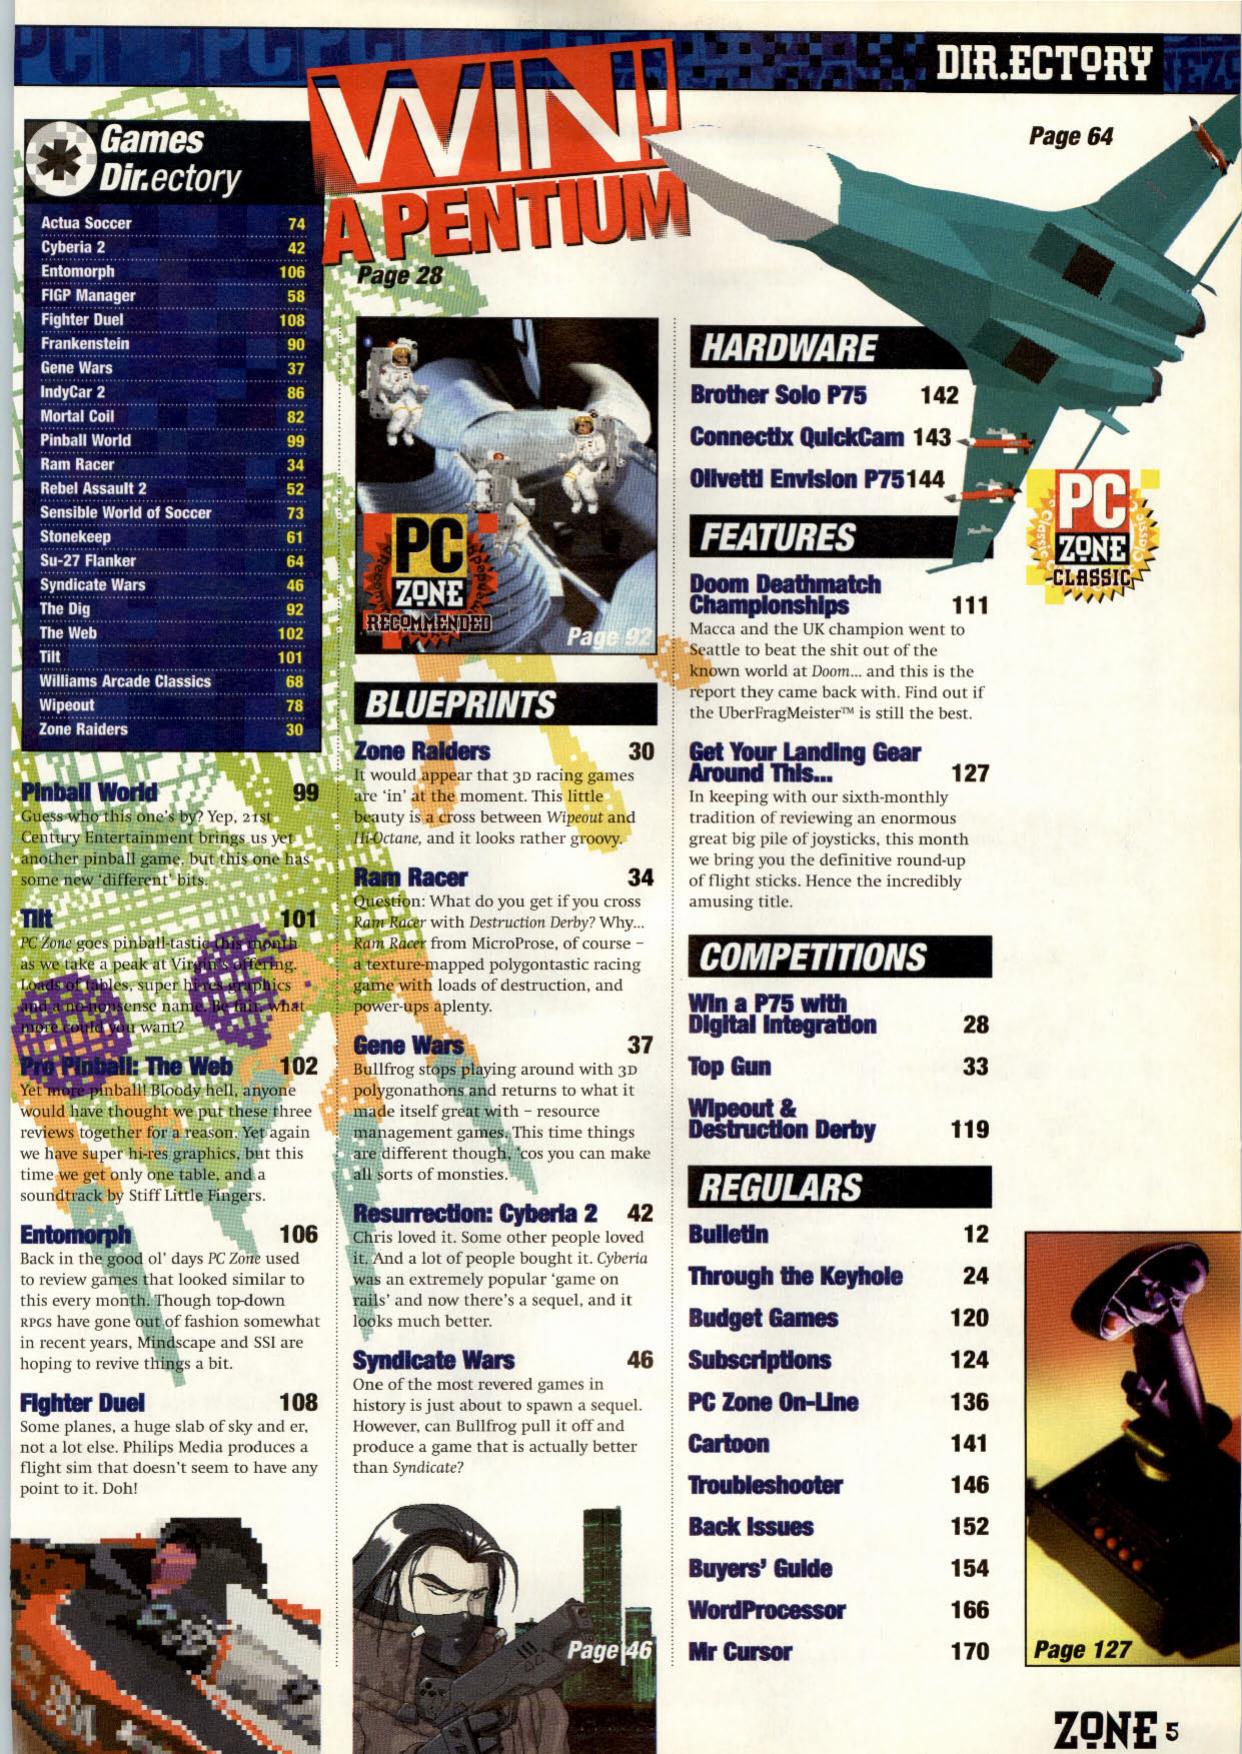 DIR.ECTORY
WIN!
A PENTIUM
Page 28
Page 64
Games
Dir.ectory
Actua Soccer 74
Cyberia 2 42
Entomorph 106
FIGP Manager 58
Fighter Duel 108
Frankenstein 90
Gene Wars 37
IndyCar 2 86
Mortal Coil 82
Pinball World 99
Ram Racer 34
Rebel Assault 2 52
Sensible World of Soccer 73
Stonekeep 61
Su-27 Flanker 64
Syndicate Wars 46
The Dig 92
The Web 102
Tilt 101
Williams Arcade Classics 68
Wipeout 78
Zone Raiders 30
Pinball World 99
Guess who this one's by? Yep, 21st
Century Entertainment brings us yet
another pinball game, but this one has
some new 'different' bits.
Tilt 101
PC Zone goes pinball-tastic this month
as we take a peak at Virgin's offering.
Loads of tables, super hi-res graphics
and a no-nonsense name. Be fair, what
more could you want?
Pro Pinball: The Web 102
Yet more pinball! Bloody hell, anyone
would have thought we put these three
reviews together for a reason. Yet again
we have super hi-res graphics, but this
time we get only one table, and a
soundtrack by Stiff Little Fingers.
Entomorph 106
Back in the good ol' days PC Zone used
to review games that looked similar to
this every month. Though top-down
RPGs have gone out of fashion somewhat
in recent years, Mindscape and SSI are
hoping to revive things a bit.
Fighter Duel 108
Some planes, a huge slab of sky and er,
not a lot else. Philips Media produces a
flight sim that doesn't seem to have any
point to it. Doh!
PC
ZONE
RECOMMENDED
Page 92
BLUEPRINTS
Zone Raiders 30
It would appear that 3D racing games
are 'in' at the moment. This little
beauty is a cross between Wipeout and
Hi-Octane, and it looks rather groovy.
Ram Racer 34
Question: What do you get if you cross
Ram Racer with Destruction Derby? Why...
Ram Racer from MicroProse, of course –
a texture-mapped polygontastic racing
game with loads of destruction, and
power-ups aplenty.
Gene Wars 37
Bullfrog stops playing around with 3D
polygonathons and returns to what it
made itself great with – resource
management games. This time things
are different though, 'cos you can make
all sorts of monsties.
Resurrection: Cyberia 2 42
Chris loved it. Some other people loved
it. And a lot of people bought it. Cyberia
was an extremely popular 'game on
rails' and now there's a sequel, and it
looks much better.
Syndicate Wars 46
One of the most revered games in
history is just about to spawn a sequel.
However, can Bullfrog pull it off and
produce a game that is actually better
than Syndicate?
Page 46
HARDWARE
Brother Solo P75 142
Connectix QuickCam 143
Olivetti Envision P75 144
FEATURES
Doom Deathmatch
Championships 111
Macca and the UK champion went to
Seattle to beat the shit out of the
known world at Doom... and this is the
report they came back with. Find out if
the UberFragMeister™ is still the best.
Get Your Landing Gear
Around This... 127
In keeping with our sixth-monthly
tradition of reviewing an enormous
great big pile of joysticks, this month
we bring you the definitive round-up
of flight sticks. Hence the incredibly
amusing title.
COMPETITIONS
Win a P75 with
Digital Integration 28
Top Gun 33
Wipeout &
Destruction Derby 119
REGULARS
Bulletin 12
Through the Keyhole 24
Budget Games 120
Subscriptions 124
PC Zone On-Line 136
Cartoon 141
Troubleshooter 146
Back Issues 152
Buyers' Guide 154
WordProcessor 166
Mr Cursor 170
PC
ZONE
CLASSIC
Classic
Classic
Page 127
ZONE 5